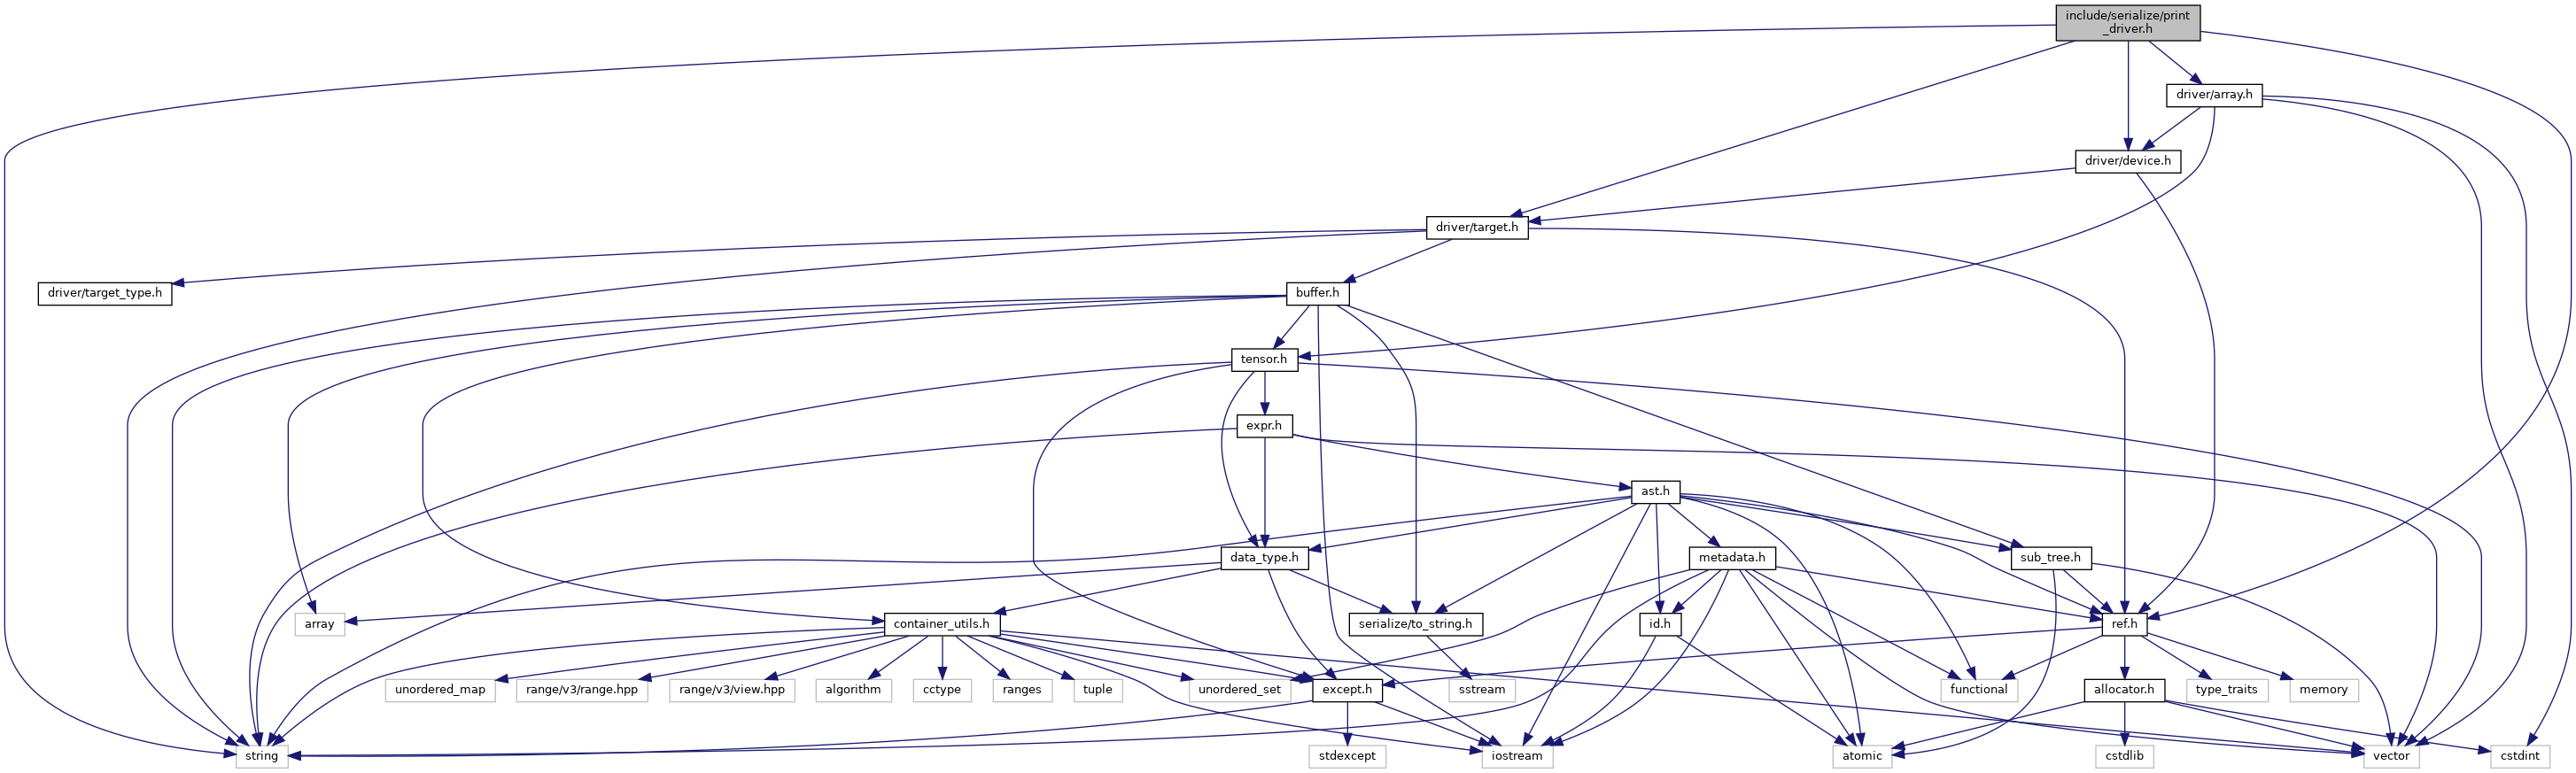 include/serialize/print
_driver.h
driver/array.h
driver/device.h
driver/target.h
driver/target_type.h
buffer.h
tensor.h
expr.h
ast.h
data_type.h
metadata.h
sub_tree.h
array
container_utils.h
serialize/to_string.h
id.h
ref.h
unordered_map
range/v3/range.hpp
range/v3/view.hpp
algorithm
cctype
ranges
tuple
unordered_set
except.h
sstream
functional
allocator.h
type_traits
memory
string
stdexcept
iostream
atomic
cstdlib
vector
cstdint